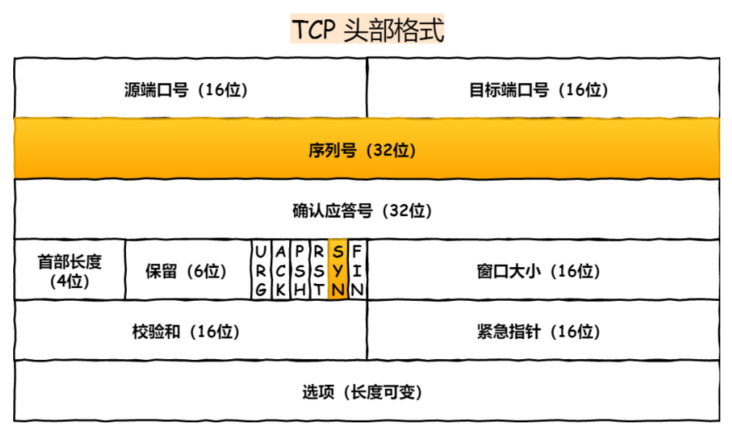 TCP 头部格式
源端口号（16位） 目标端口号（16位）
序列号（32位）
确认应答号（32位）
首部长度
（4位）
保留（6位）
URG
ACK
PSH
RST
SYN
FIN
窗口大小（16位）
校验和（16位） 紧急指针（16位）
选项（长度可变）